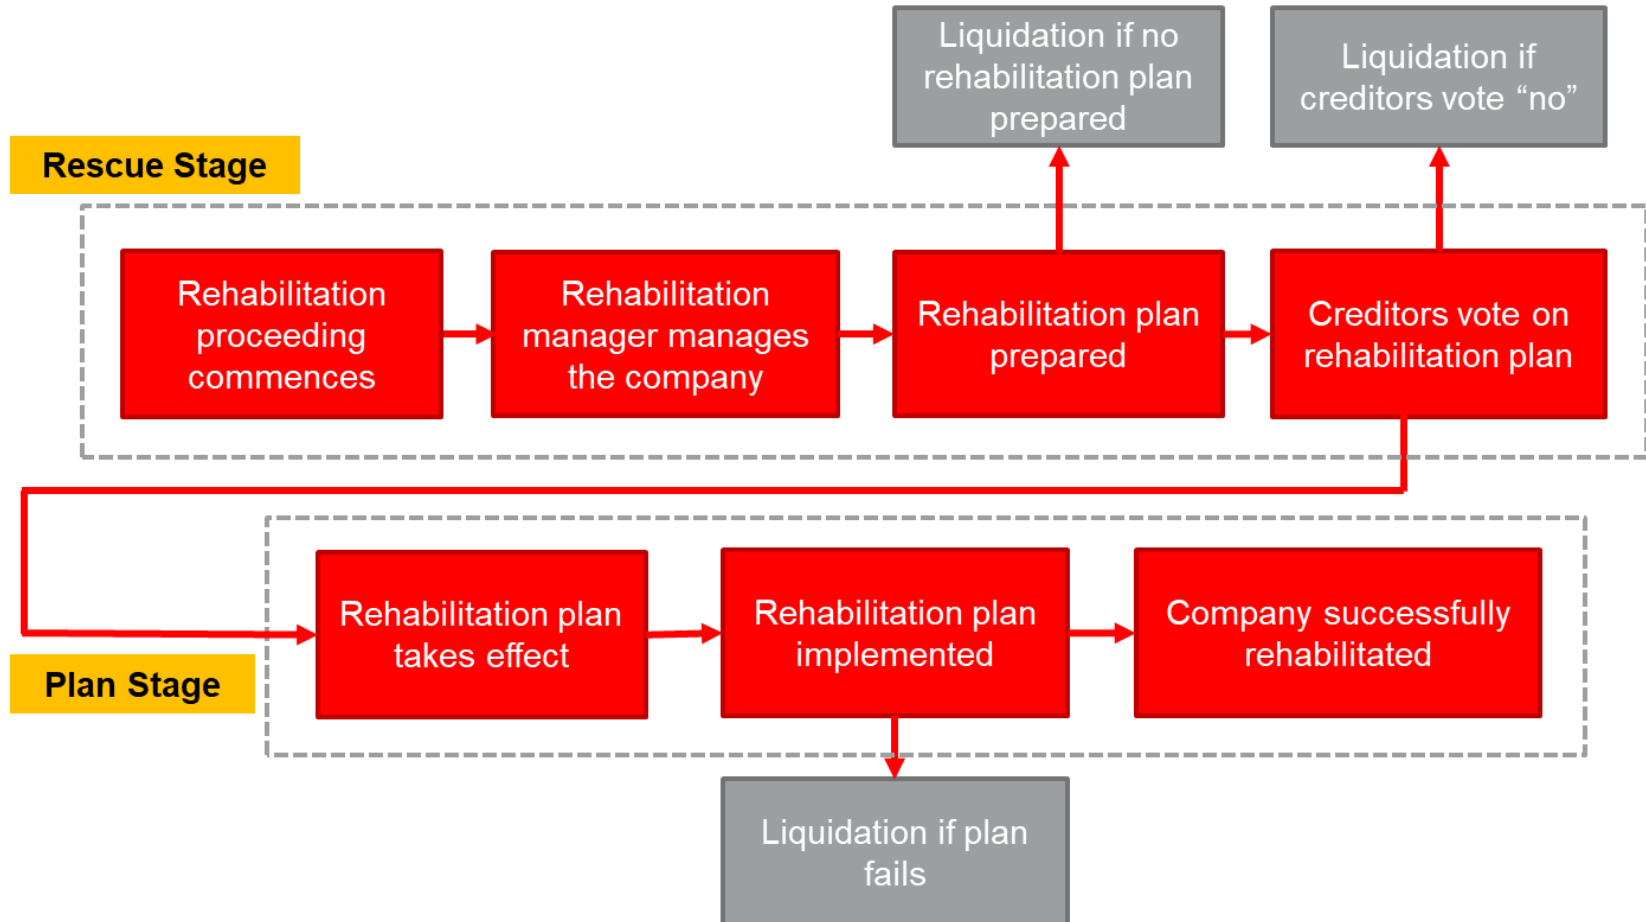 Liquidation if no
rehabilitation plan
prepared
Liquidation if
creditors vote “no”
Rescue Stage
Rehabilitation
proceeding
commences
Rehabilitation
manager manages
the company
Rehabilitation plan
prepared
Creditors vote on
rehabilitation plan
Plan Stage
Rehabilitation plan
takes effect
Rehabilitation plan
implemented
Company successfully
rehabilitated
Liquidation if plan
fails